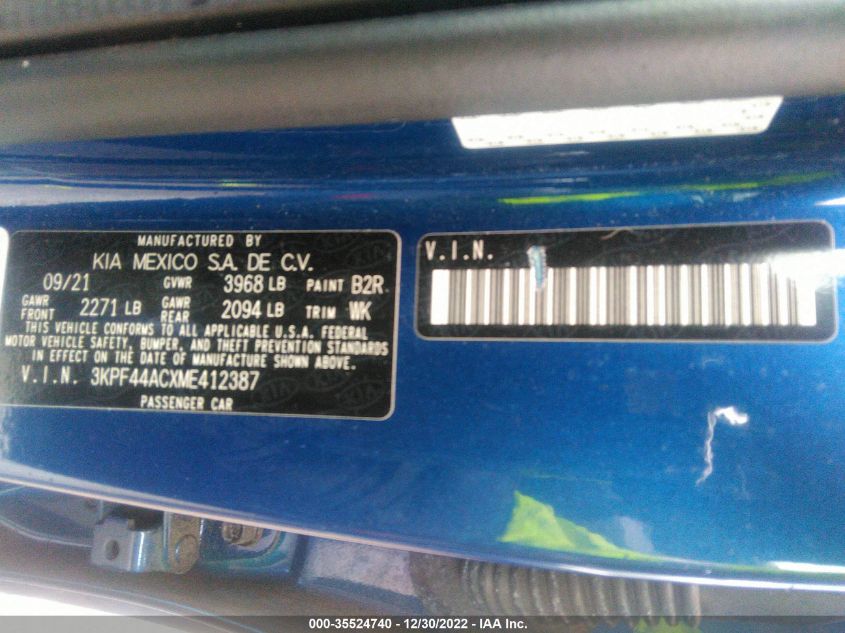 MANUFACTURED BY
KIA MEXICO S.A. DE C.V.
09/21 GVWR 3968 LB PAINT B2R
GAWR FRONT 2271 LB GAWR REAR 2094 LB TRIM WK
THIS VEHICLE CONFORMS TO ALL APPLICABLE U.S.A. FEDERAL
MOTOR VEHICLE SAFETY, BUMPER, AND THEFT PREVENTION STANDARDS
IN EFFECT ON THE DATE OF MANUFACTURE SHOWN ABOVE.
V.I.N. 3KPF44ACXME412387
PASSENGER CAR
V.I.N.
000-35524740 - 12/30/2022 - IAA Inc.